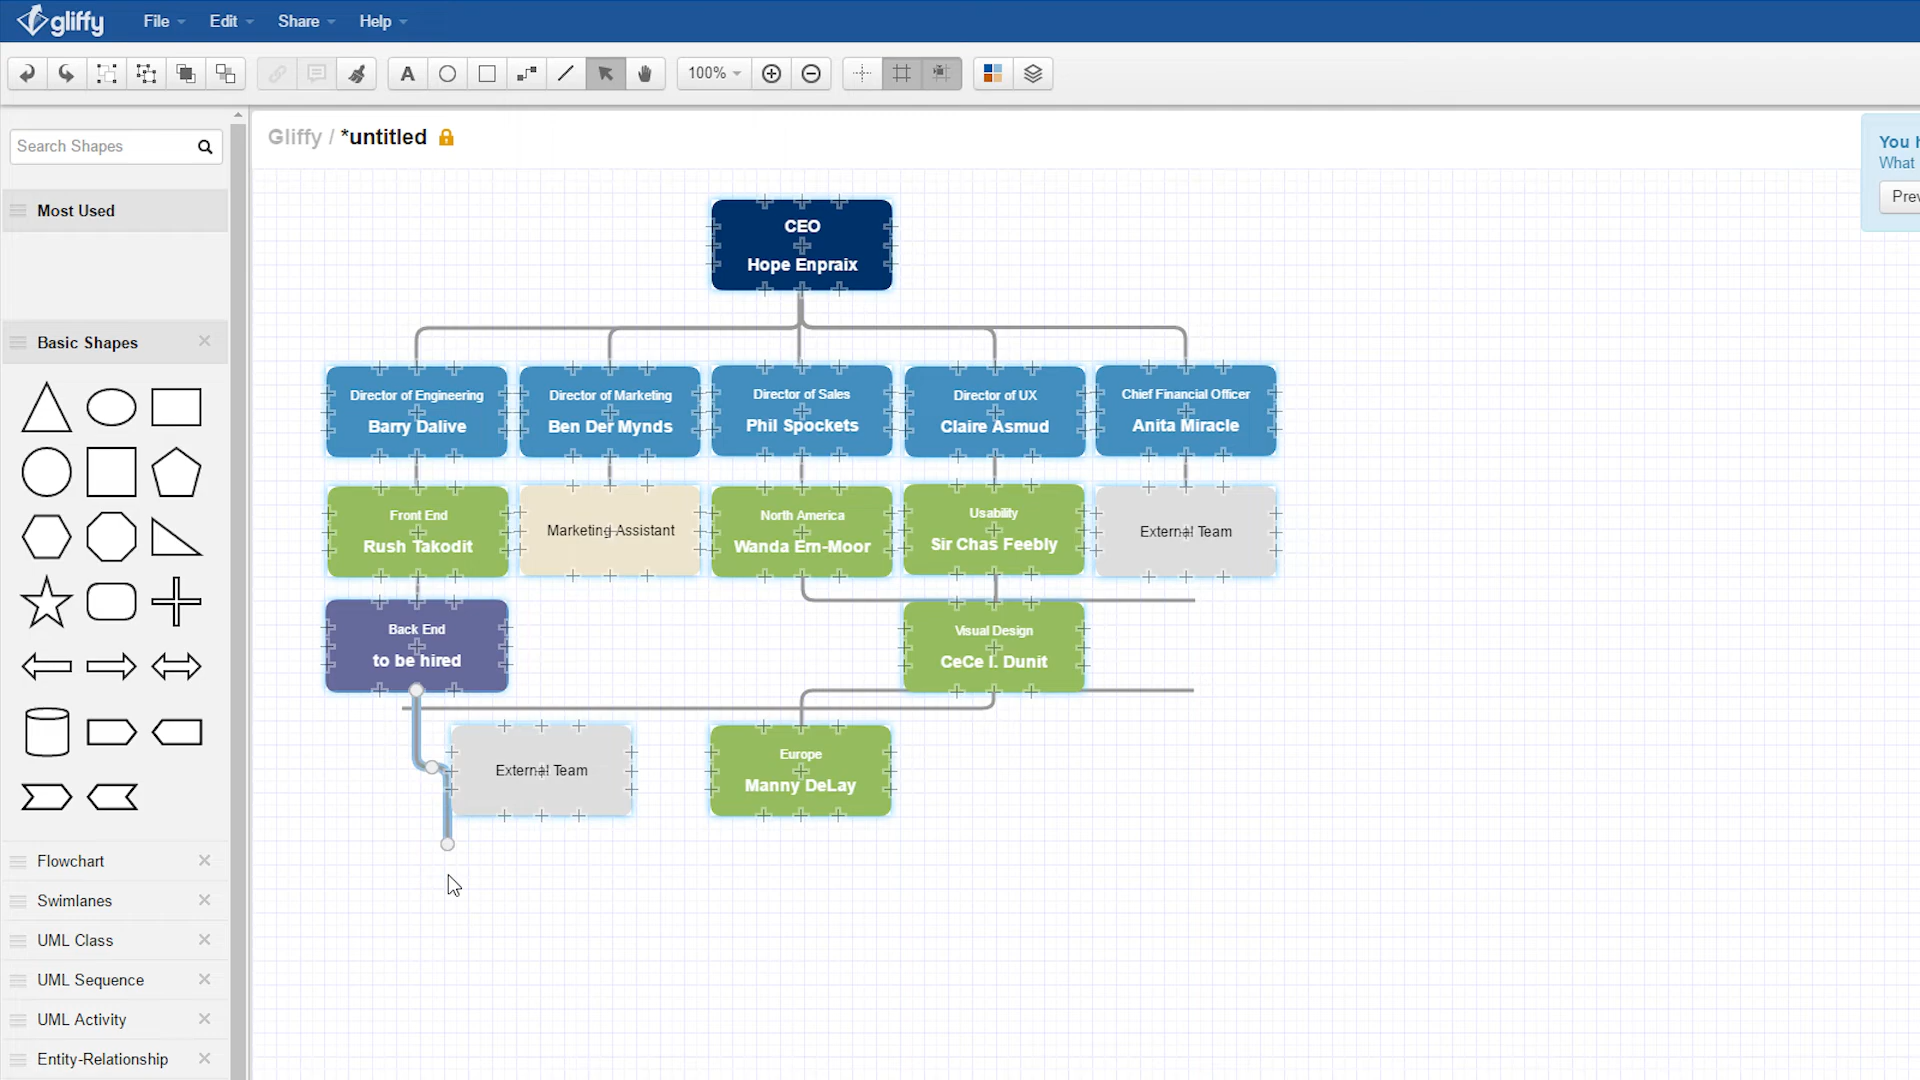 gliffy
File
Edit
Share
Help
A
100%
Search Shapes
Gliffy / *untitled
You
What
Prev
Most Used
Basic Shapes
Flowchart
Swimlanes
UML Class
UML Sequence
UML Activity
Entity-Relationship
CEO
Hope Enpraix
Director of Engineering
Barry Dalive
Director of Marketing
Ben Der Mynds
Director of Sales
Phil Spockets
Director of UX
Claire Asmud
Chief Financial Officer
Anita Miracle
Front End
Rush Takodit
Marketing Assistant
North America
Wanda Ern-Moor
Usability
Sir Chas Feebly
External Team
Back End
to be hired
Visual Design
CeCe I. Dunit
External Team
Europe
Manny DeLay